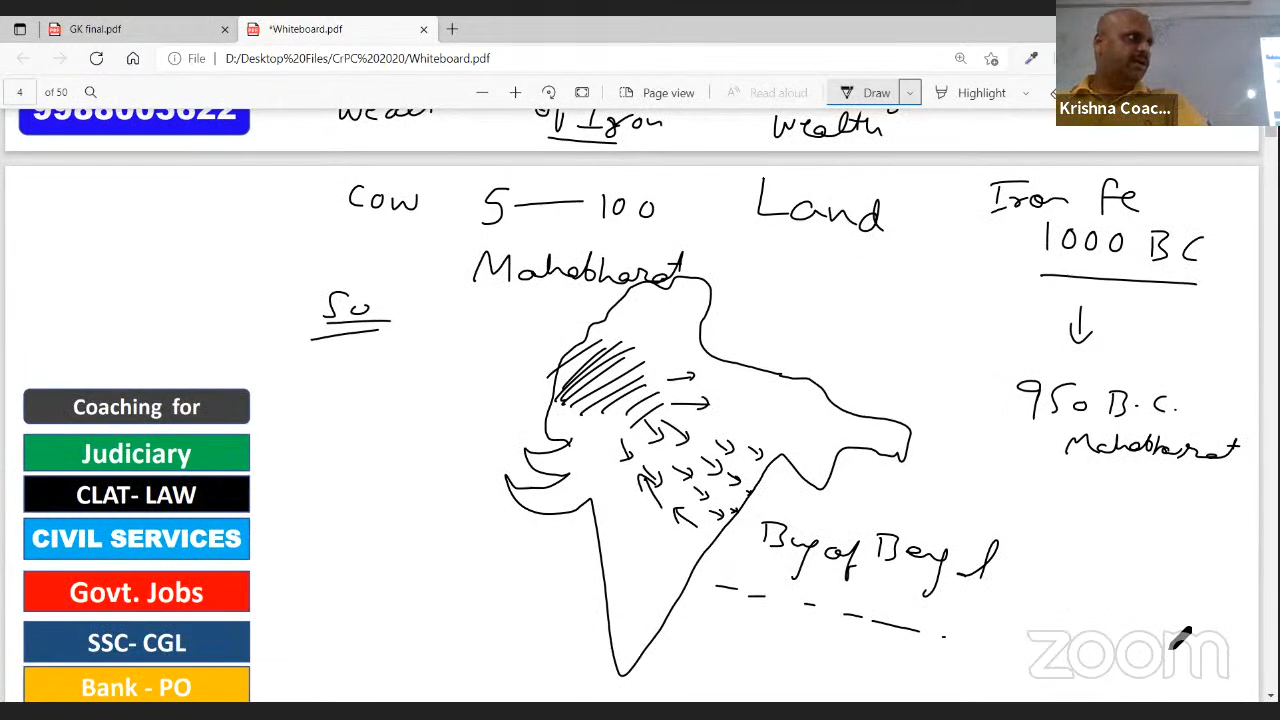 GK final.pdf
*Whiteboard.pdf
File
D:/Desktop%20Files/CrPC%202020/Whiteboard.pdf
4 of 50
Page view
Read aloud
Draw
Highlight
Krishna Coac...
9988005622
of Iron
Wealth
Cow 5 — 100 Land
Iron Fe
1000 BC
Mahabharat
50
950 B.C.
Mahabharat
Bay of Bengal
Coaching for
Judiciary
CLAT- LAW
CIVIL SERVICES
Govt. Jobs
SSC- CGL
Bank - PO
zoom